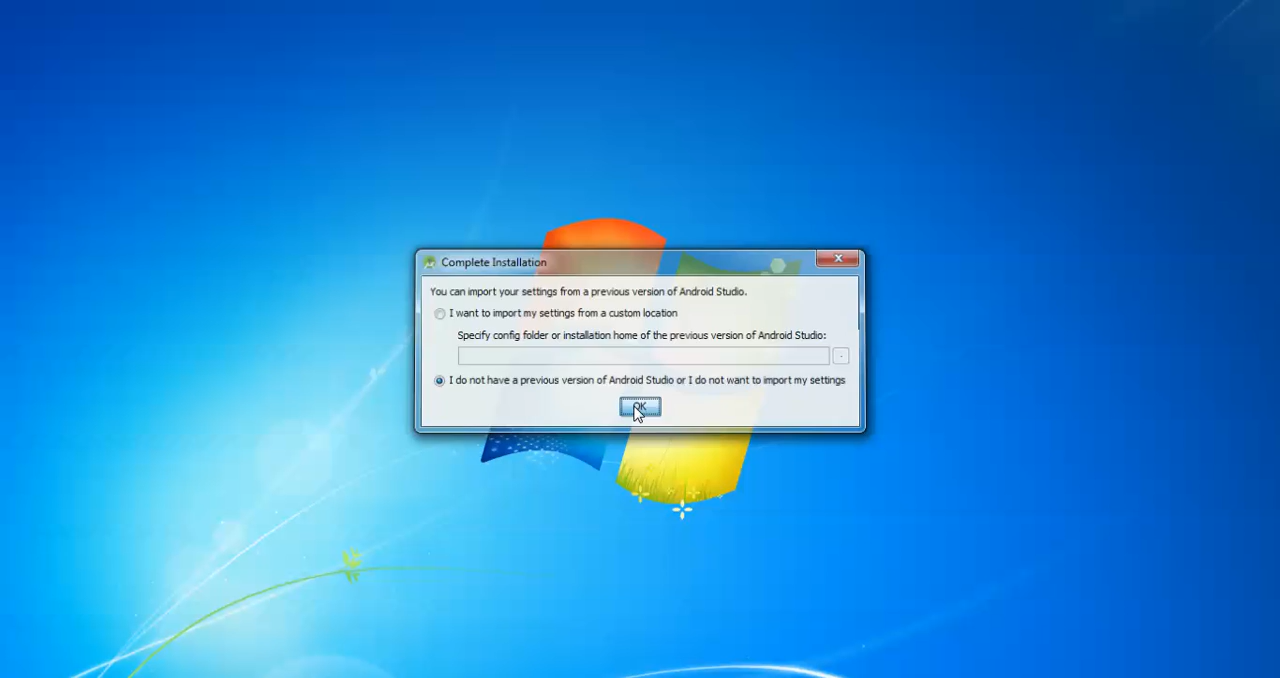 Complete Installation
You can import your settings from a previous version of Android Studio.
I want to import my settings from a custom location
Specify config folder or installation home of the previous version of Android Studio:
.
I do not have a previous version of Android Studio or I do not want to import my settings
OK